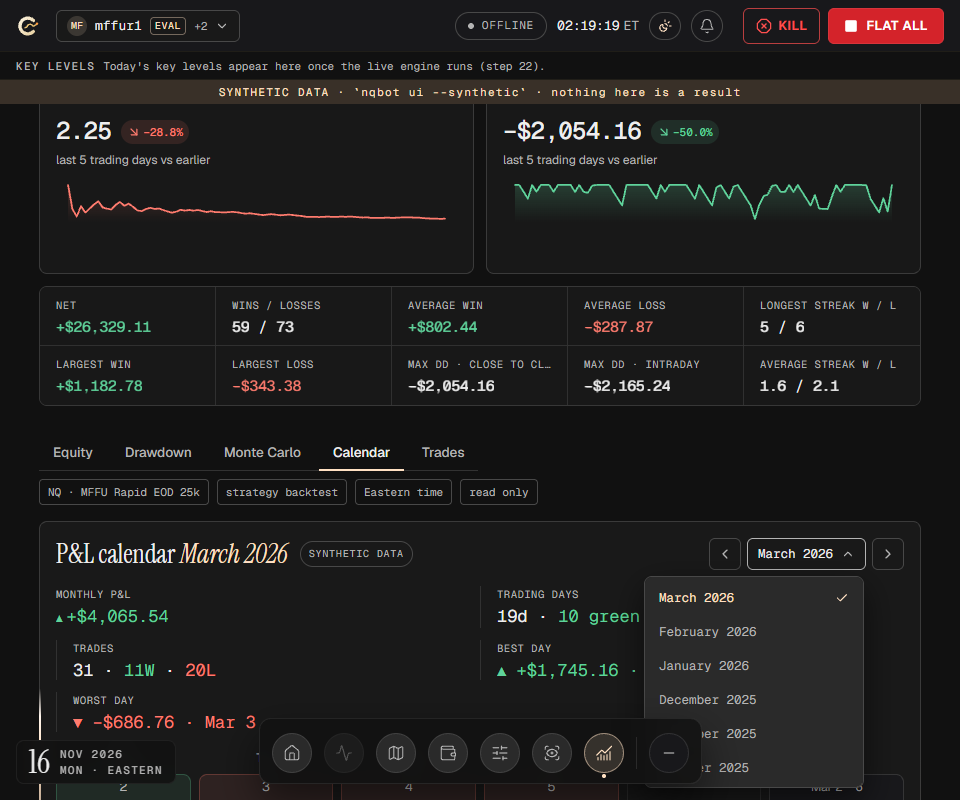 MF mffur1 EVAL +2 OFFLINE 02:19:19 ET KILL FLAT ALL
KEY LEVELS Today's key levels appear here once the live engine runs (step 22).
SYNTHETIC DATA · `nqbot ui --synthetic` · nothing here is a result
2.25 −28.8%
last 5 trading days vs earlier
−$2,054.16 −50.0%
last 5 trading days vs earlier
NET WINS / LOSSES AVERAGE WIN AVERAGE LOSS LONGEST STREAK W / L
+$26,329.11 59 / 73 +$802.44 −$287.87 5 / 6
LARGEST WIN LARGEST LOSS MAX DD · CLOSE TO CL… MAX DD · INTRADAY AVERAGE STREAK W / L
+$1,182.78 −$343.38 −$2,054.16 −$2,165.24 1.6 / 2.1
Equity Drawdown Monte Carlo Calendar Trades
NQ · MFFU Rapid EOD 25k strategy backtest Eastern time read only
P&L calendar March 2026 SYNTHETIC DATA March 2026
MONTHLY P&L TRADING DAYS
▴+$4,065.54 19d · 10 green
TRADES BEST DAY
31 · 11W · 20L ▲ +$1,745.16 ·
WORST DAY
▼ −$686.76 · Mar 3
March 2026
February 2026
January 2026
December 2025
2025
2025
16 NOV 2026
MON · EASTERN
2 3 4 5